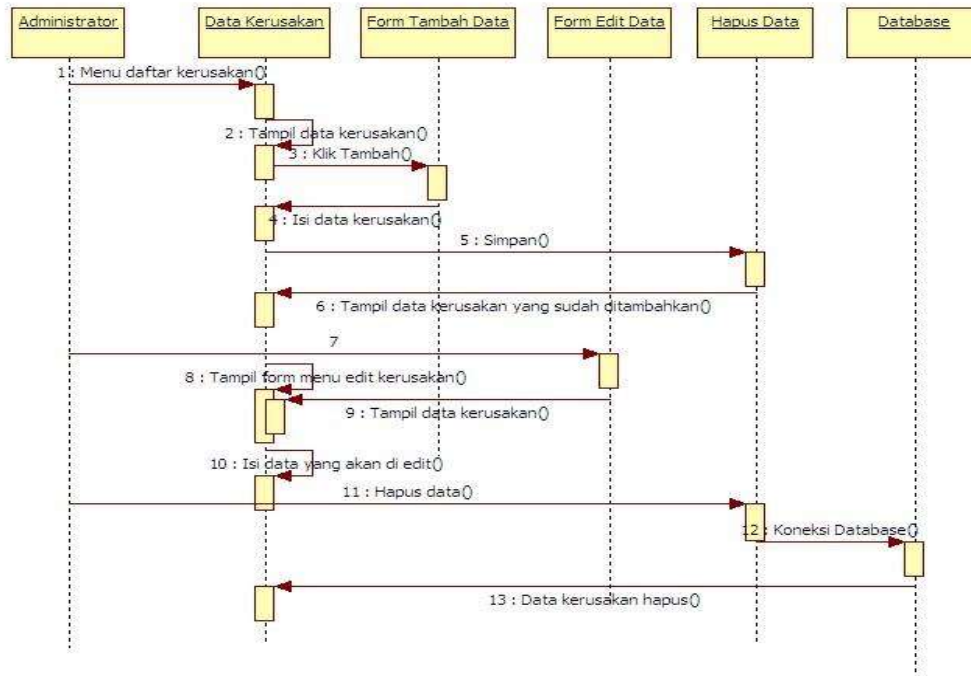 Administrator
Data Kerusakan
Form Tambah Data
Form Edit Data
Hapus Data
Database
1 : Menu daftar kerusakan()
2 : Tampil data kerusakan()
3 : Klik Tambah()
4 : Isi data kerusakan()
5 : Simpan()
6 : Tampil data kerusakan yang sudah ditambahkan()
7
8 : Tampil form menu edit kerusakan()
9 : Tampil data kerusakan()
10 : Isi data yang akan di edit()
11 : Hapus data()
12 : Koneksi Database()
13 : Data kerusakan hapus()